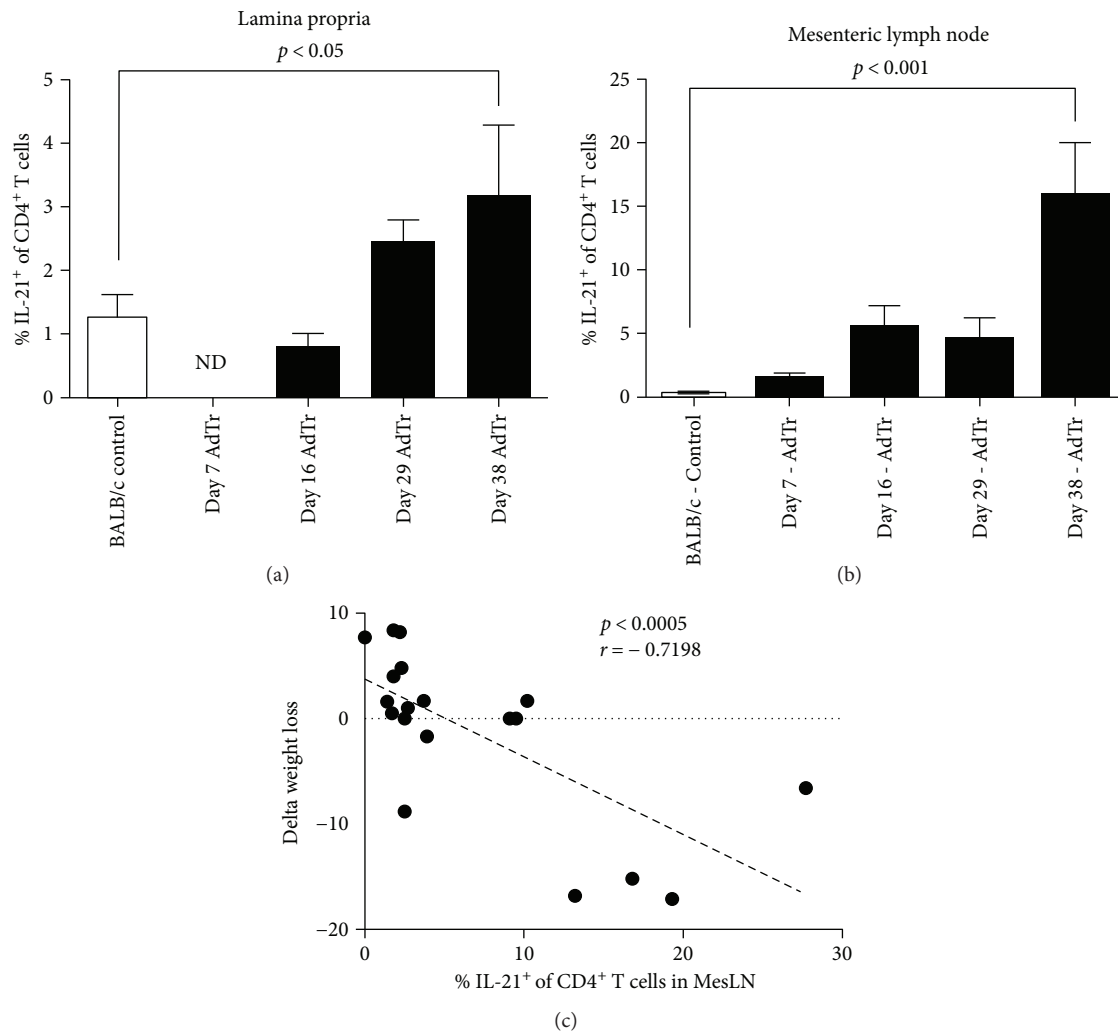 Lamina propria
p < 0.05
% IL-21+ of CD4+ T cells
5
4
3
2
1
0
ND
BALB/c control
Day 7 AdTr
Day 16 AdTr
Day 29 AdTr
Day 38 AdTr
(a)
Mesenteric lymph node
p < 0.001
% IL-21+ of CD4+ T cells
25
20
15
10
5
0
BALB/c - Control
Day 7 - AdTr
Day 16 - AdTr
Day 29 - AdTr
Day 38 - AdTr
(b)
p < 0.0005
r = − 0.7198
Delta weight loss
10
0
−10
−20
0
10
20
30
% IL-21+ of CD4+ T cells in MesLN
(c)